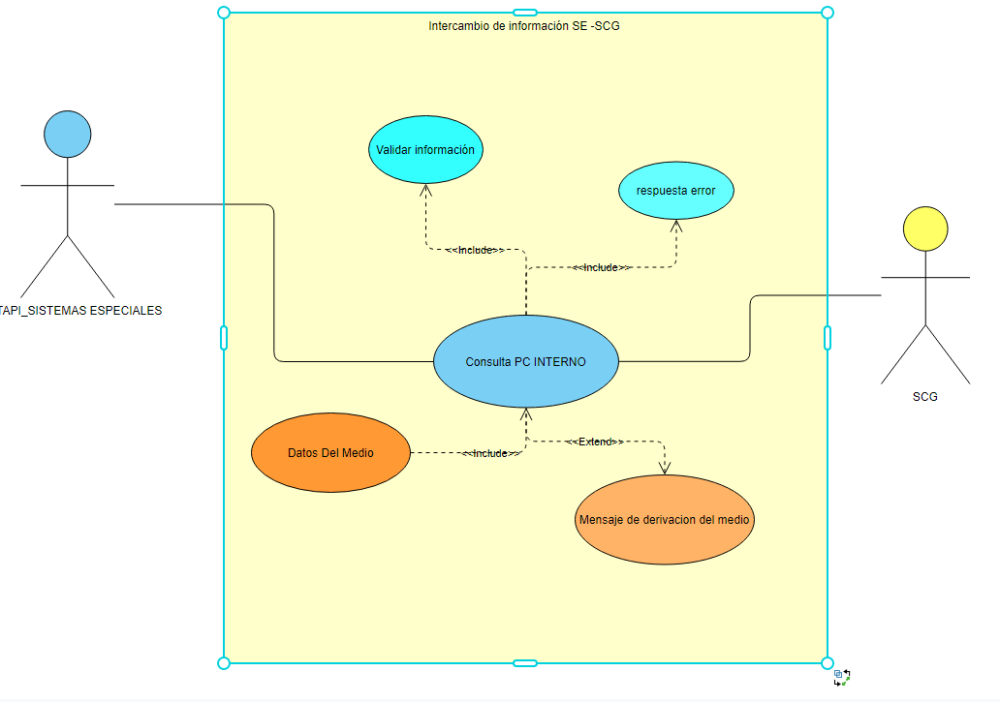 Intercambio de información SE -SCG
Validar información
respuesta error
<<Include>>
<<Include>>
TAPI_SISTEMAS ESPECIALES
Consulta PC INTERNO
SCG
<<Extend>>
Datos Del Medio
<<Include>>
Mensaje de derivacion del medio